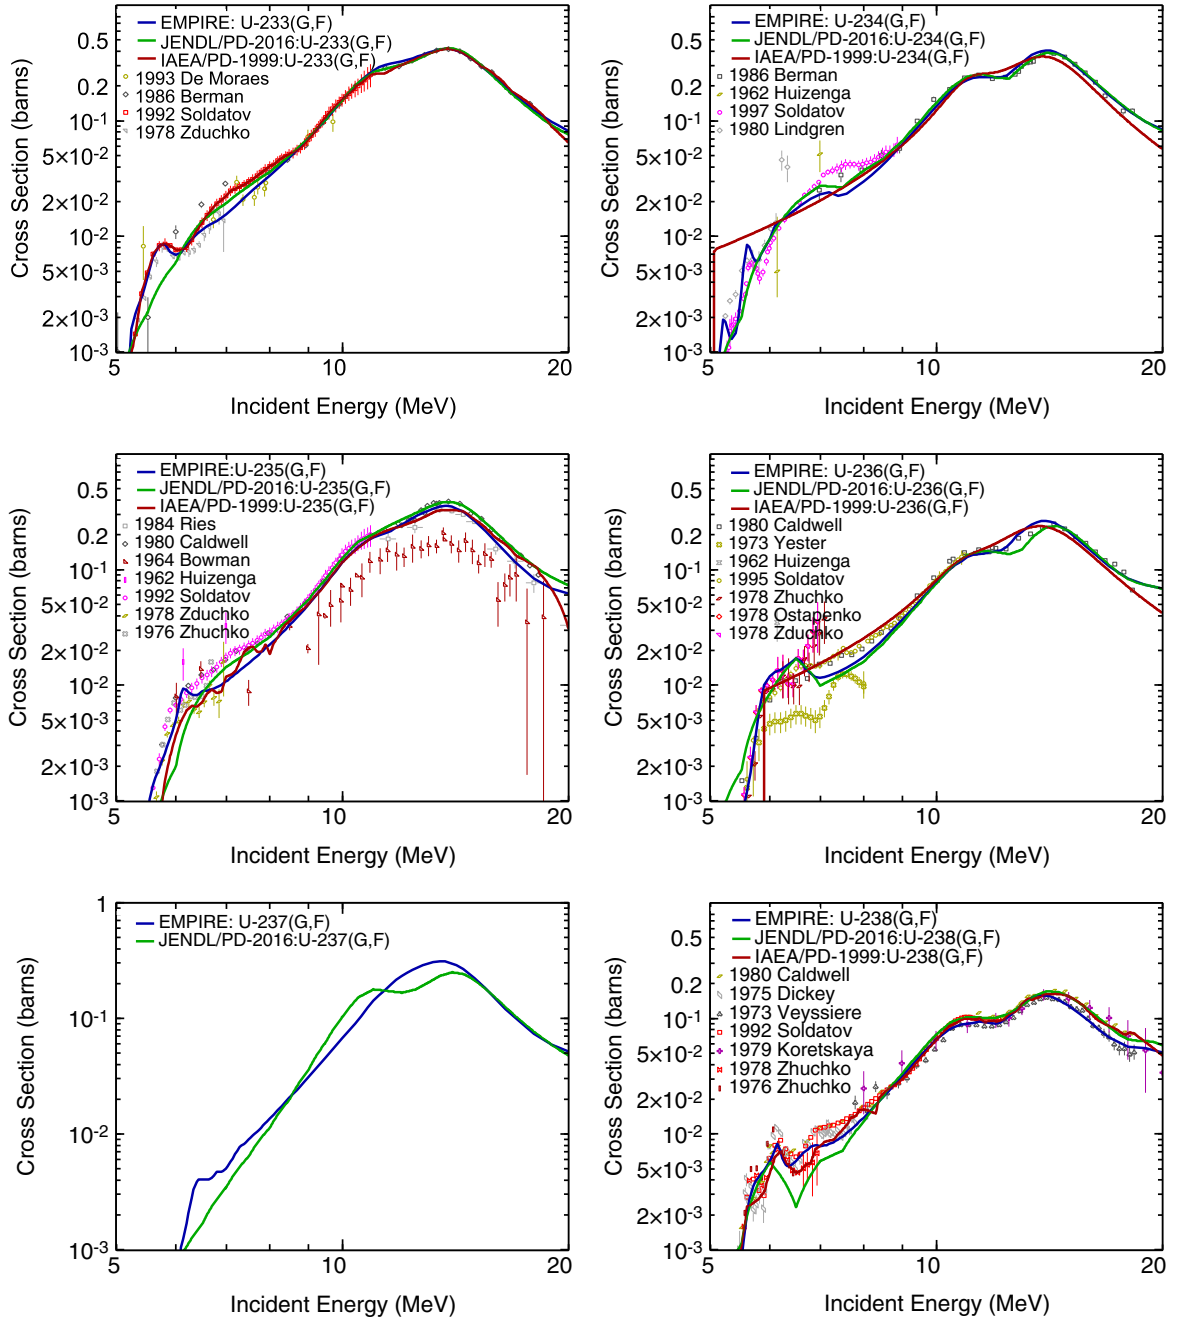 EMPIRE: U-233(G,F)
JENDL/PD-2016:U-233(G,F)
IAEA/PD-1999:U-233(G,F)
1993 De Moraes
1986 Berman
1992 Soldatov
1978 Zduchko
Cross Section (barns)
0.5
0.2
10-1
5×10-2
2×10-2
10-2
5×10-3
2×10-3
10-3
5
10
20
Incident Energy (MeV)
EMPIRE: U-234(G,F)
JENDL/PD-2016:U-234(G,F)
IAEA/PD-1999:U-234(G,F)
1986 Berman
1962 Huizenga
1997 Soldatov
1980 Lindgren
Cross Section (barns)
0.5
0.2
10-1
5×10-2
2×10-2
10-2
5×10-3
2×10-3
10-3
5
10
20
Incident Energy (MeV)
EMPIRE:U-235(G,F)
JENDL/PD-2016:U-235(G,F)
IAEA/PD-1999:U-235(G,F)
1984 Ries
1980 Caldwell
1964 Bowman
1962 Huizenga
1992 Soldatov
1978 Zduchko
1976 Zhuchko
Cross Section (barns)
0.5
0.2
10-1
5×10-2
2×10-2
10-2
5×10-3
2×10-3
10-3
5
10
20
Incident Energy (MeV)
EMPIRE: U-236(G,F)
JENDL/PD-2016:U-236(G,F)
IAEA/PD-1999:U-236(G,F)
1980 Caldwell
1973 Yester
1962 Huizenga
1995 Soldatov
1978 Zhuchko
1978 Ostapenko
1978 Zduchko
Cross Section (barns)
0.5
0.2
10-1
5×10-2
2×10-2
10-2
5×10-3
2×10-3
10-3
5
10
20
Incident Energy (MeV)
EMPIRE: U-237(G,F)
JENDL/PD-2016:U-237(G,F)
Cross Section (barns)
1
10-1
10-2
10-3
5
10
20
Incident Energy (MeV)
EMPIRE: U-238(G,F)
JENDL/PD-2016:U-238(G,F)
IAEA/PD-1999:U-238(G,F)
1980 Caldwell
1975 Dickey
1973 Veyssiere
1992 Soldatov
1979 Koretskaya
1978 Zhuchko
1976 Zhuchko
Cross Section (barns)
0.5
0.2
10-1
5×10-2
2×10-2
10-2
5×10-3
2×10-3
10-3
5
10
20
Incident Energy (MeV)